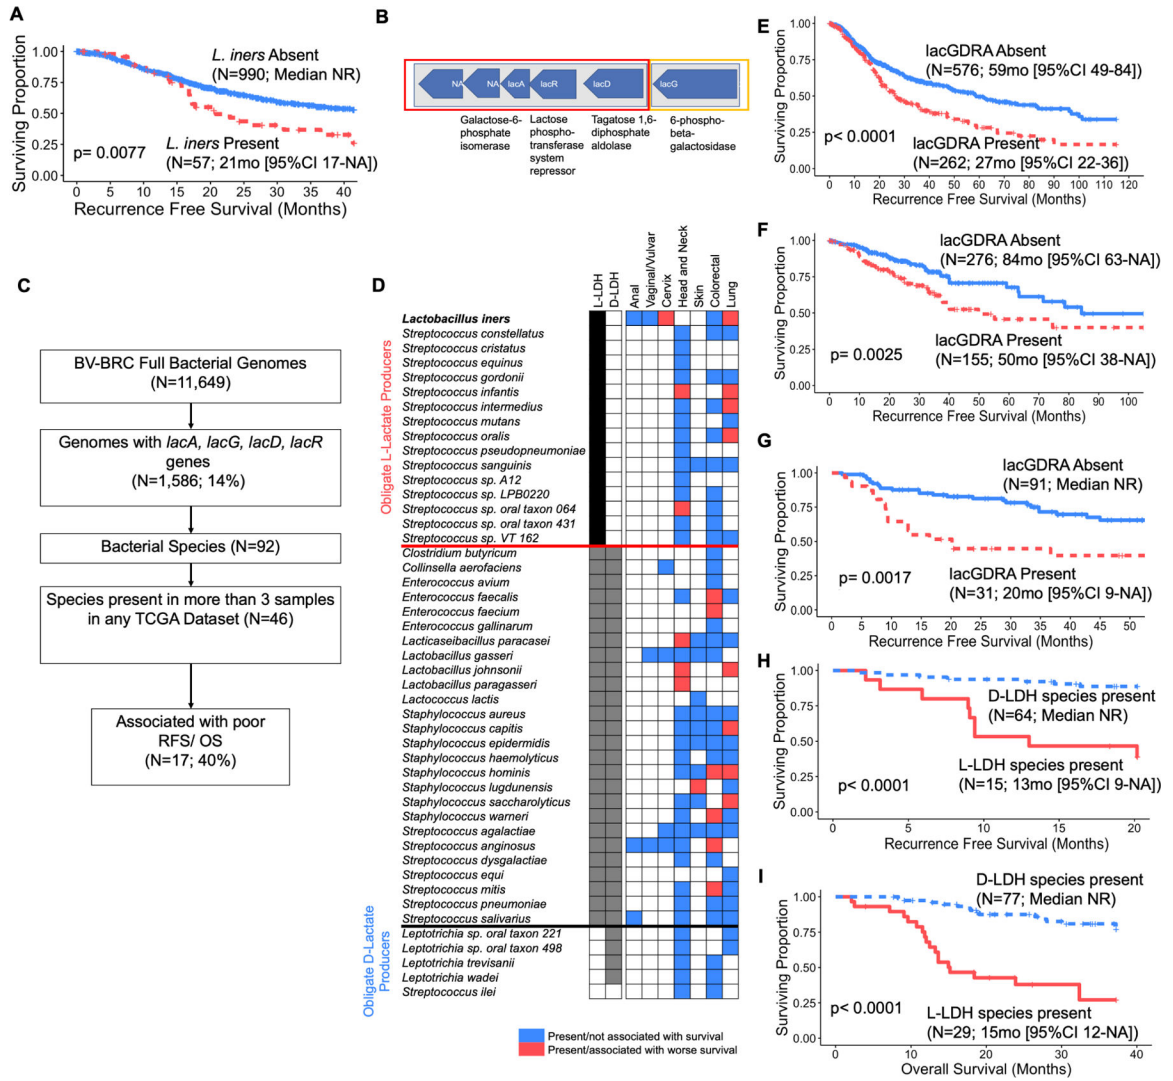 A
1.00
0.75
0.50
0.25
0.00
Surviving Proportion
L. iners Absent
(N=990; Median NR)
L. iners Present
(N=57; 21mo [95%CI 17-NA])
p= 0.0077
0 5 10 15 20 25 30 35 40
Recurrence Free Survival (Months)
B
NA NA lacA lacR lacD lacG
Galactose-6-
phosphate
isomerase
Lactose
phospho-
transferase
system
repressor
Tagatose 1,6-
diphosphate
aldolase
6-phospho-
beta-
galactosidase
C
BV-BRC Full Bacterial Genomes
(N=11,649)
Genomes with lacA, lacG, lacD, lacR
genes
(N=1,586; 14%)
Bacterial Species (N=92)
Species present in more than 3 samples
in any TCGA Dataset (N=46)
Associated with poor
RFS/ OS
(N=17; 40%)
D
L-LDH
D-LDH
Anal
Vaginal/Vulvar
Cervix
Head and Neck
Skin
Colorectal
Lung
Obligate L-Lactate Producers
Lactobacillus iners
Streptococcus constellatus
Streptococcus cristatus
Streptococcus equinus
Streptococcus gordonii
Streptococcus infantis
Streptococcus intermedius
Streptococcus mutans
Streptococcus oralis
Streptococcus pseudopneumoniae
Streptococcus sanguinis
Streptococcus sp. A12
Streptococcus sp. LPB0220
Streptococcus sp. oral taxon 064
Streptococcus sp. oral taxon 431
Streptococcus sp. VT 162
Clostridium butyricum
Collinsella aerofaciens
Enterococcus avium
Enterococcus faecalis
Enterococcus faecium
Enterococcus gallinarum
Lacticaseibacillus paracasei
Lactobacillus gasseri
Lactobacillus johnsonii
Lactobacillus paragasseri
Lactococcus lactis
Staphylococcus aureus
Staphylococcus capitis
Staphylococcus epidermidis
Staphylococcus haemolyticus
Staphylococcus hominis
Staphylococcus lugdunensis
Staphylococcus saccharolyticus
Staphylococcus warneri
Streptococcus agalactiae
Streptococcus anginosus
Streptococcus dysgalactiae
Streptococcus equi
Streptococcus mitis
Streptococcus pneumoniae
Streptococcus salivarius
Obligate D-Lactate
Producers
Leptotrichia sp. oral taxon 221
Leptotrichia sp. oral taxon 498
Leptotrichia trevisanii
Leptotrichia wadei
Streptococcus ilei
Present/not associated with survival
Present/associated with worse survival
E
1.00
0.75
0.50
0.25
0.00
Surviving Proportion
lacGDRA Absent
(N=576; 59mo [95%CI 49-84])
p< 0.0001
lacGDRA Present
(N=262; 27mo [95%CI 22-36])
0 10 20 30 40 50 60 70 80 90 100 110 120
Recurrence Free Survival (Months)
F
1.00
0.75
0.50
0.25
0.00
Surviving Proportion
lacGDRA Absent
(N=276; 84mo [95%CI 63-NA])
p= 0.0025
lacGDRA Present
(N=155; 50mo [95%CI 38-NA])
0 10 20 30 40 50 60 70 80 90 100
Recurrence Free Survival (Months)
G
1.00
0.75
0.50
0.25
0.00
Surviving Proportion
lacGDRA Absent
(N=91; Median NR)
p= 0.0017
lacGDRA Present
(N=31; 20mo [95%CI 9-NA])
0 5 10 15 20 25 30 35 40 45 50
Recurrence Free Survival (Months)
H
1.00
0.75
0.50
0.25
0.00
Surviving Proportion
D-LDH species present
(N=64; Median NR)
p< 0.0001
L-LDH species present
(N=15; 13mo [95%CI 9-NA])
0 5 10 15 20
Recurrence Free Survival (Months)
I
1.00
0.75
0.50
0.25
0.00
Surviving Proportion
D-LDH species present
(N=77; Median NR)
p< 0.0001
L-LDH species present
(N=29; 15mo [95%CI 12-NA])
0 10 20 30 40
Overall Survival (Months)